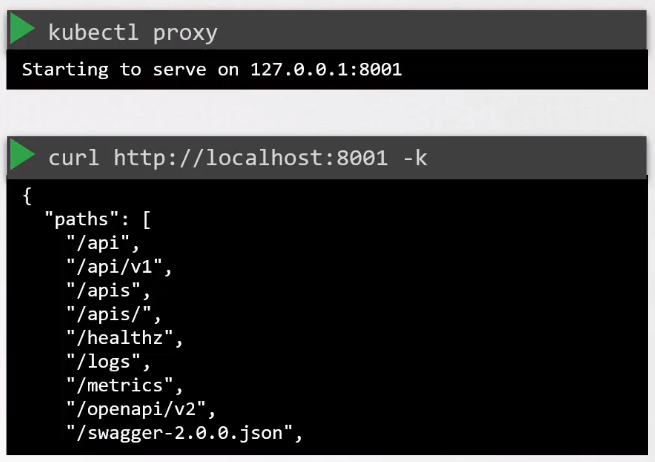 kubectl proxy
Starting to serve on 127.0.0.1:8001
curl http://localhost:8001 -k
{
  "paths": [
    "/api",
    "/api/v1",
    "/apis",
    "/apis/",
    "/healthz",
    "/logs",
    "/metrics",
    "/openapi/v2",
    "/swagger-2.0.0.json",